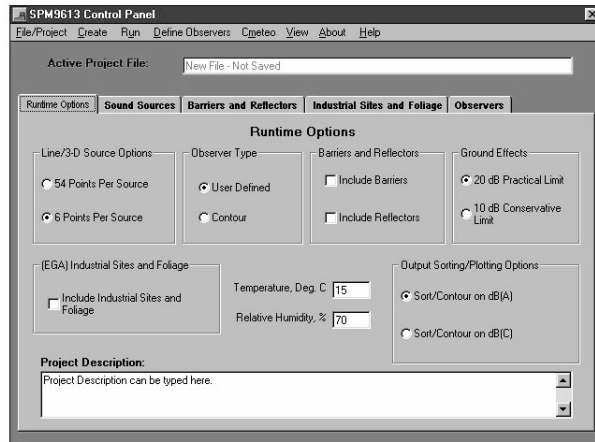 SPM9613 Control Panel
File/Project Create Run Define Observers Cmeteo View About Help
Active Project File: New File - Not Saved
Runtime Options Sound Sources Barriers and Reflectors Industrial Sites and Foliage Observers
Runtime Options
Line/3-D Source Options
54 Points Per Source
6 Points Per Source
Observer Type
User Defined
Contour
Barriers and Reflectors
Include Barriers
Include Reflectors
Ground Effects
20 dB Practical Limit
10 dB Conservative
Limit
(EGA) Industrial Sites and Foliage
Include Industrial Sites and
Foliage
Temperature, Deg. C 15
Relative Humidity, % 70
Output Sorting/Plotting Options
Sort/Contour on dB(A)
Sort/Contour on dB(C)
Project Description:
Project Description can be typed here.